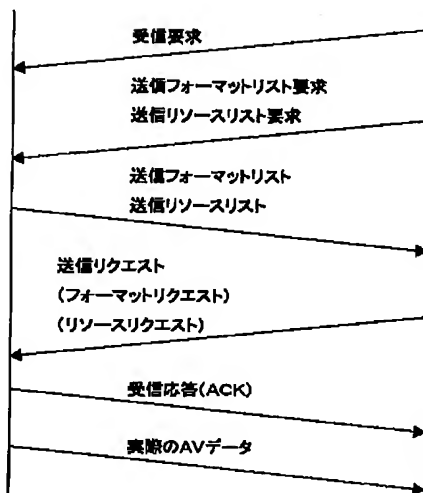 受信要求
送信フォーマットリスト要求
送信リソースリスト要求
送信フォーマットリスト
送信リソースリスト
送信リクエスト
(フォーマットリクエスト)
(リソースリクエスト)
受信応答(ACK)
実際のAVデータ